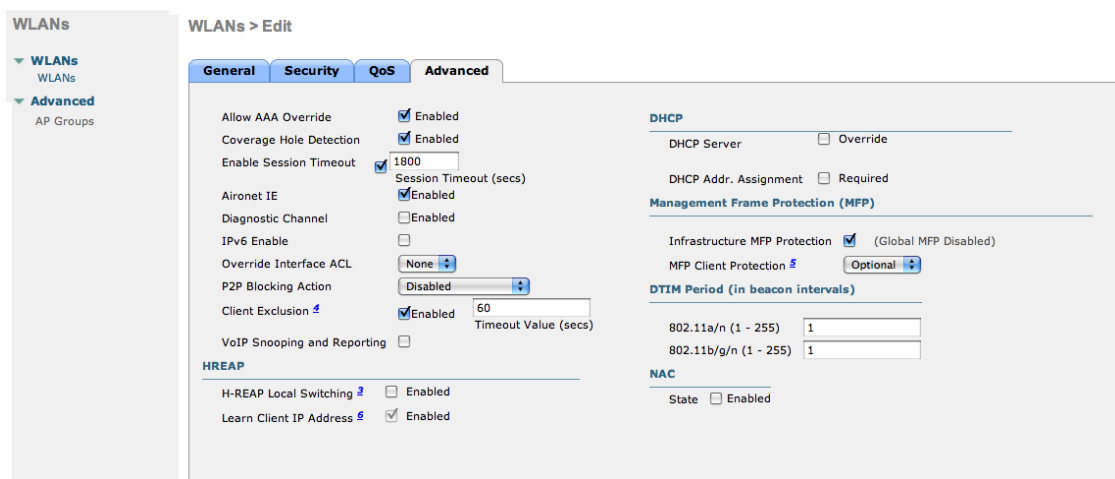 WLANs
WLANs
WLANs
Advanced
AP Groups
WLANs > Edit
General Security QoS Advanced
Allow AAA Override Enabled
Coverage Hole Detection Enabled
Enable Session Timeout 1800
Session Timeout (secs)
Aironet IE Enabled
Diagnostic Channel Enabled
IPv6 Enable
Override Interface ACL None
P2P Blocking Action Disabled
Client Exclusion 4 Enabled 60
Timeout Value (secs)
VoIP Snooping and Reporting
HREAP
H-REAP Local Switching 3 Enabled
Learn Client IP Address 6 Enabled
DHCP
DHCP Server Override
DHCP Addr. Assignment Required
Management Frame Protection (MFP)
Infrastructure MFP Protection (Global MFP Disabled)
MFP Client Protection 5 Optional
DTIM Period (in beacon intervals)
802.11a/n (1 - 255) 1
802.11b/g/n (1 - 255) 1
NAC
State Enabled